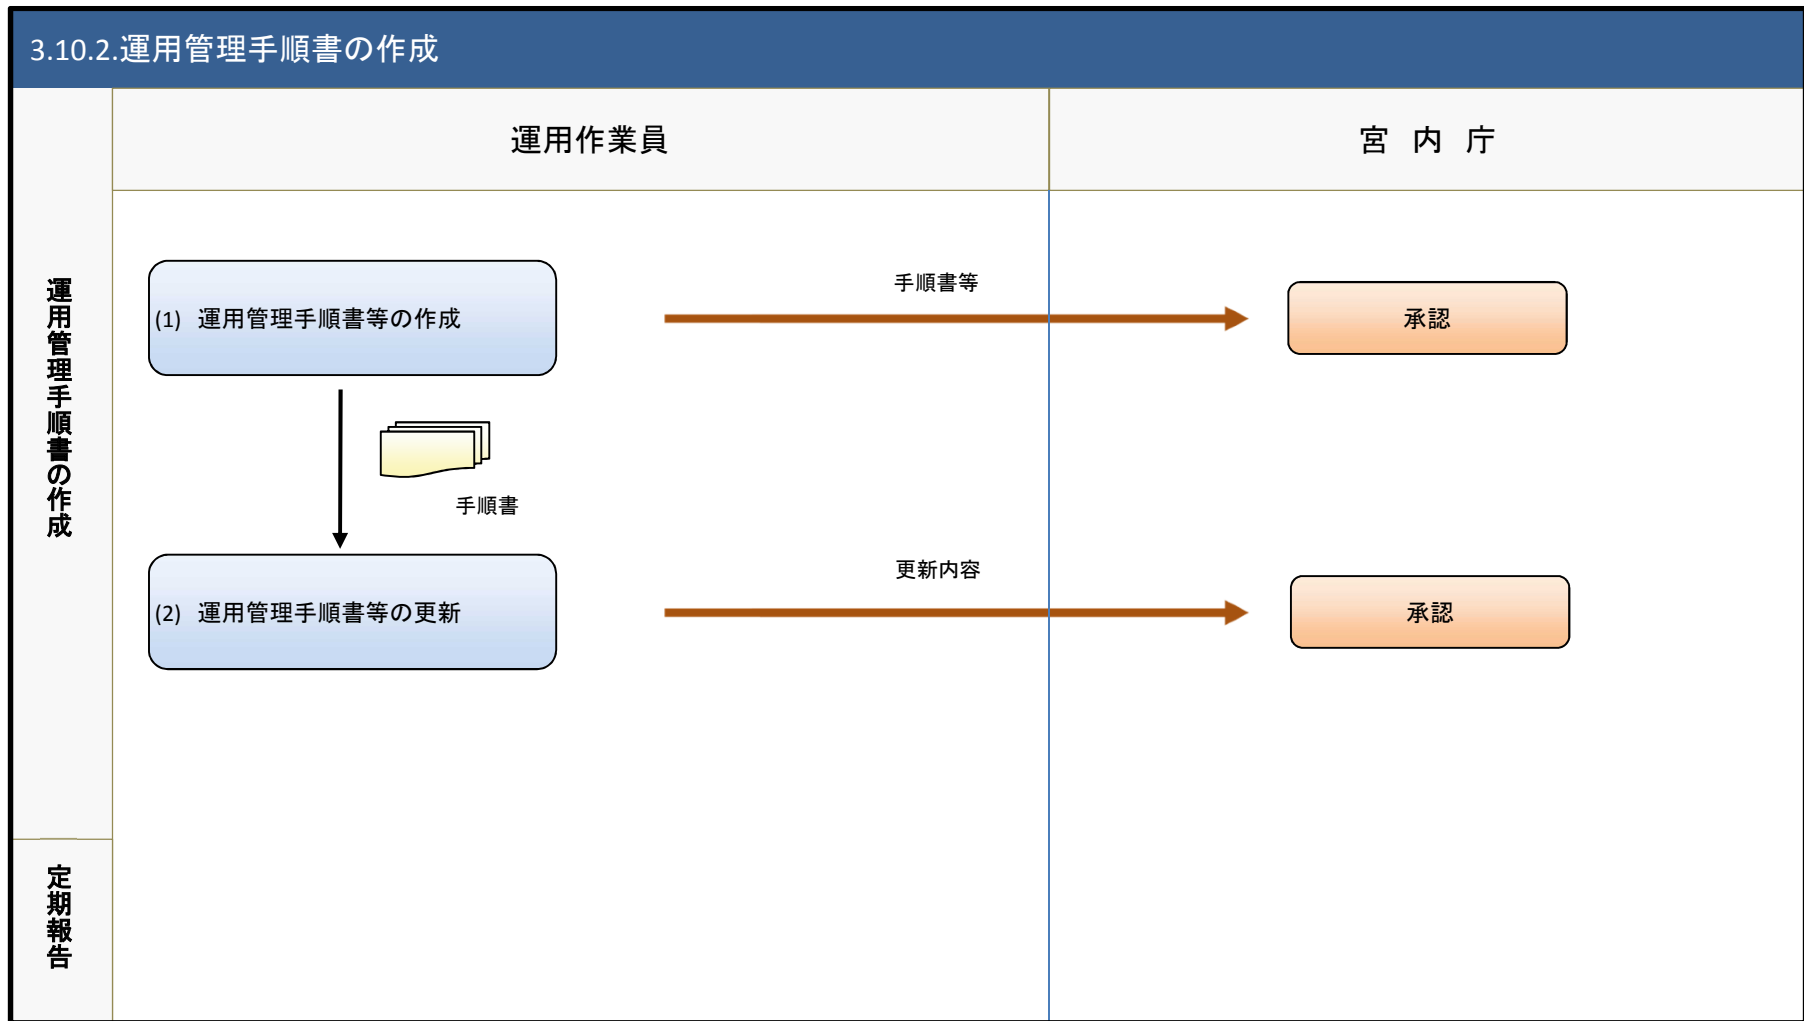 3.10.2.運用管理手順書の作成
運用作業員
宮 内 庁
運用管理手順書の作成
(1) 運用管理手順書等の作成
手順書等
承認
手順書
(2) 運用管理手順書等の更新
更新内容
承認
定期報告